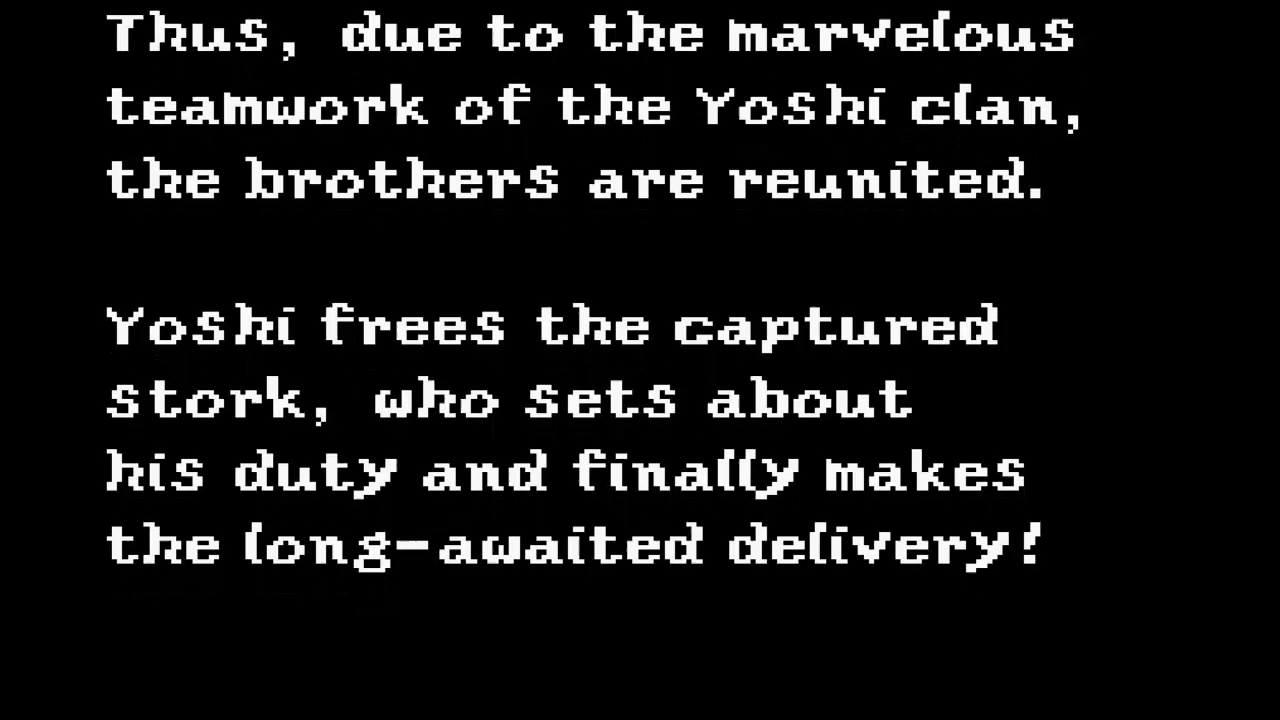 Thus, due to the marvelous
teamwork of the Yoshi clan,
the brothers are reunited.
Yoshi frees the captured
stork, who sets about
his duty and finally makes
the long-awaited delivery!